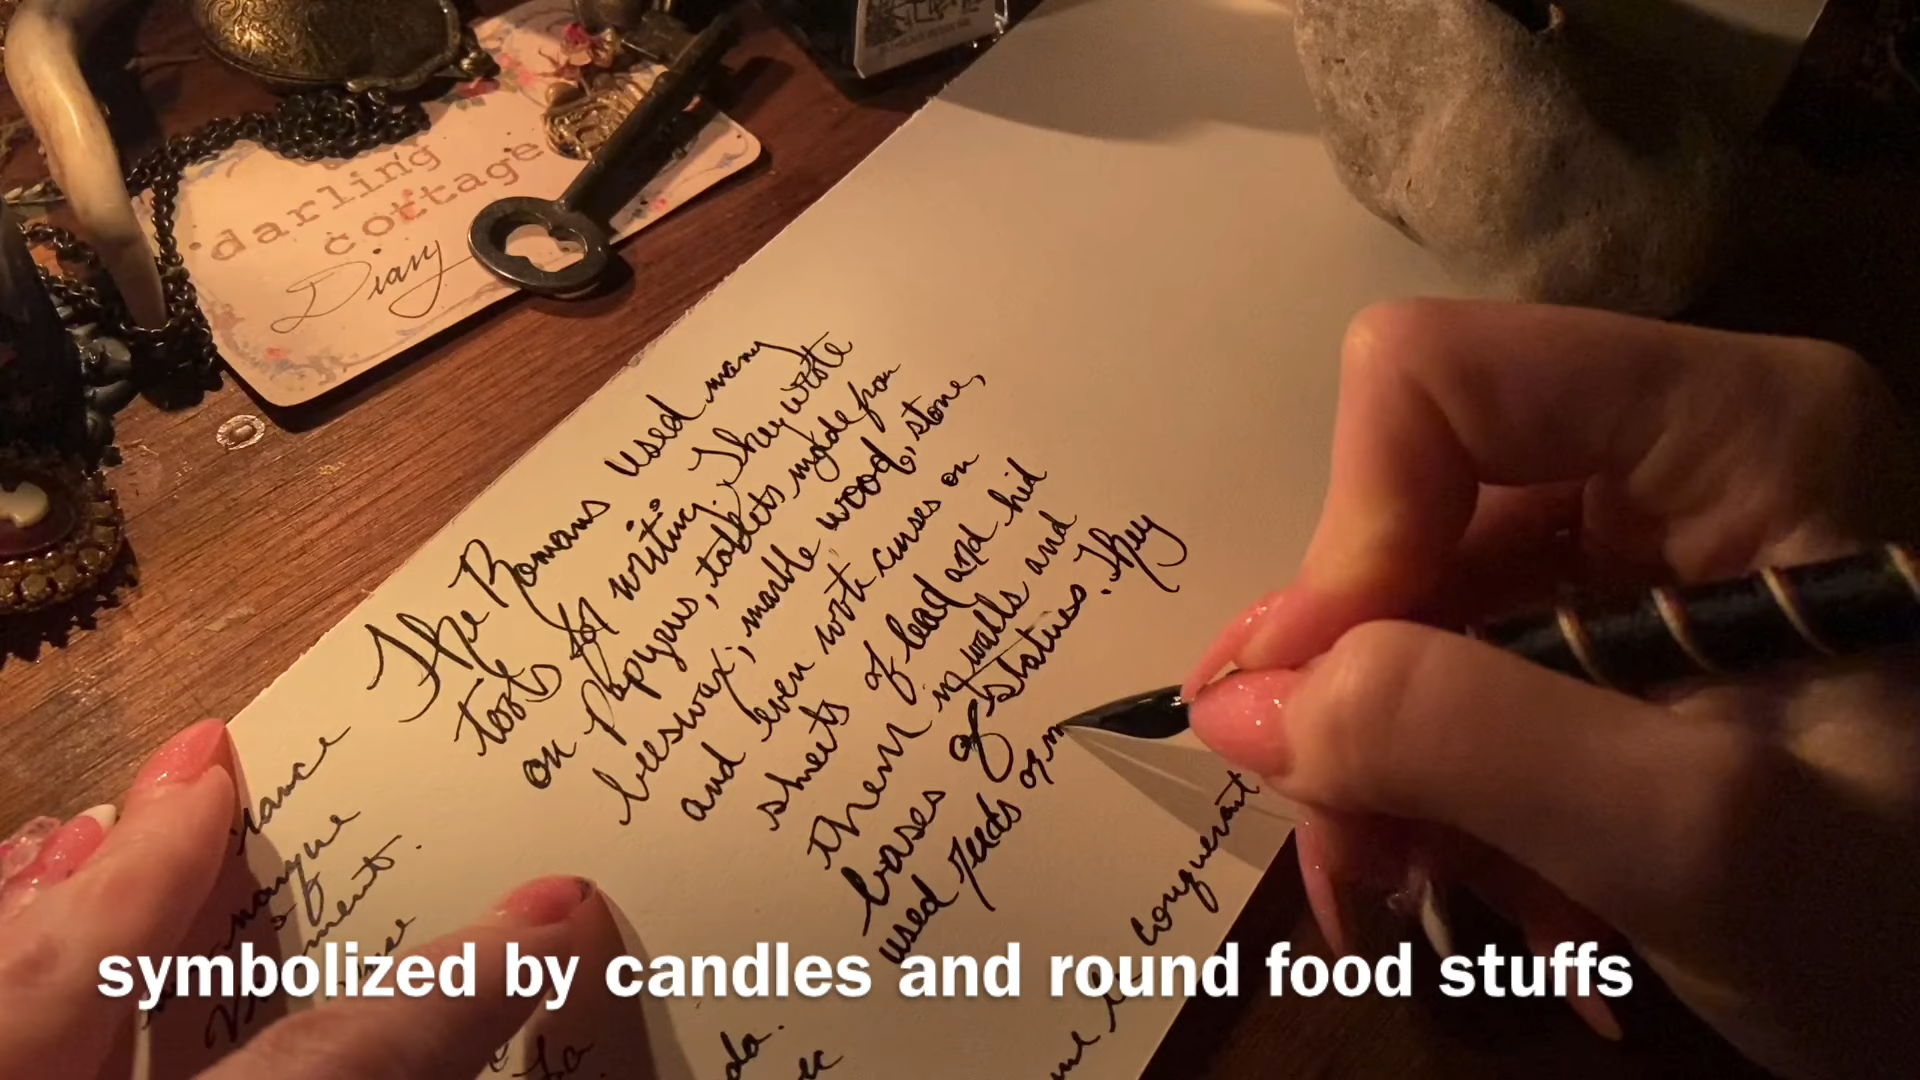 darling
cottage
Diary
The Romans used many
tools for writing. They wrote
on papyrus, tablets made from
beeswax, marble wood, stone,
and even wrote curses on
sheets of lead and hid
them in walls and
bases of statues. They
used reeds or m
Conquerant
symbolized by candles and round food stuffs